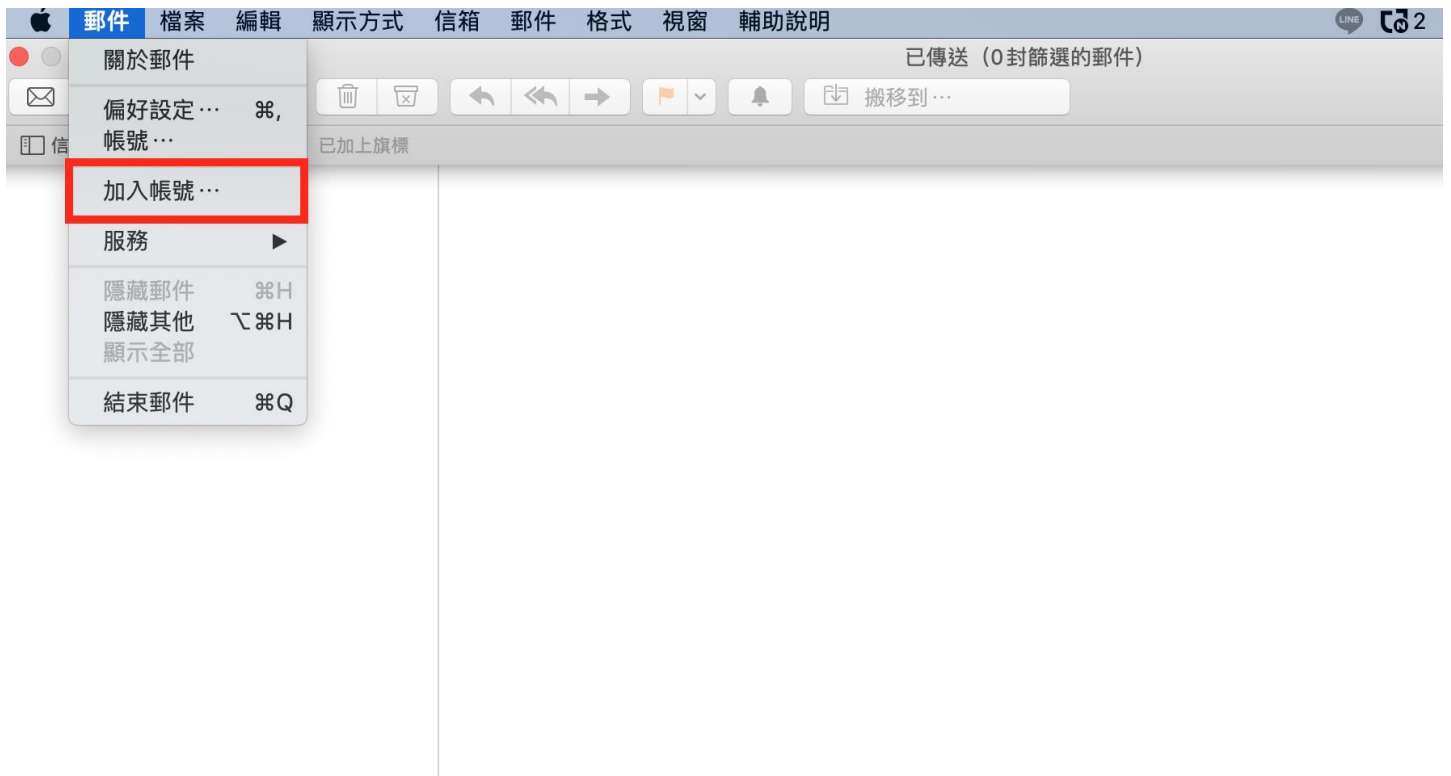 郵件 檔案 編輯 顯示方式 信箱 郵件 格式 視窗 輔助說明 LINE 2
已傳送（0 封篩選的郵件）
搬移到…
信
已加上旗標
關於郵件
偏好設定… ⌘,
帳號…
加入帳號…
服務 ▶
隱藏郵件 ⌘H
隱藏其他 ⌥⌘H
顯示全部
結束郵件 ⌘Q